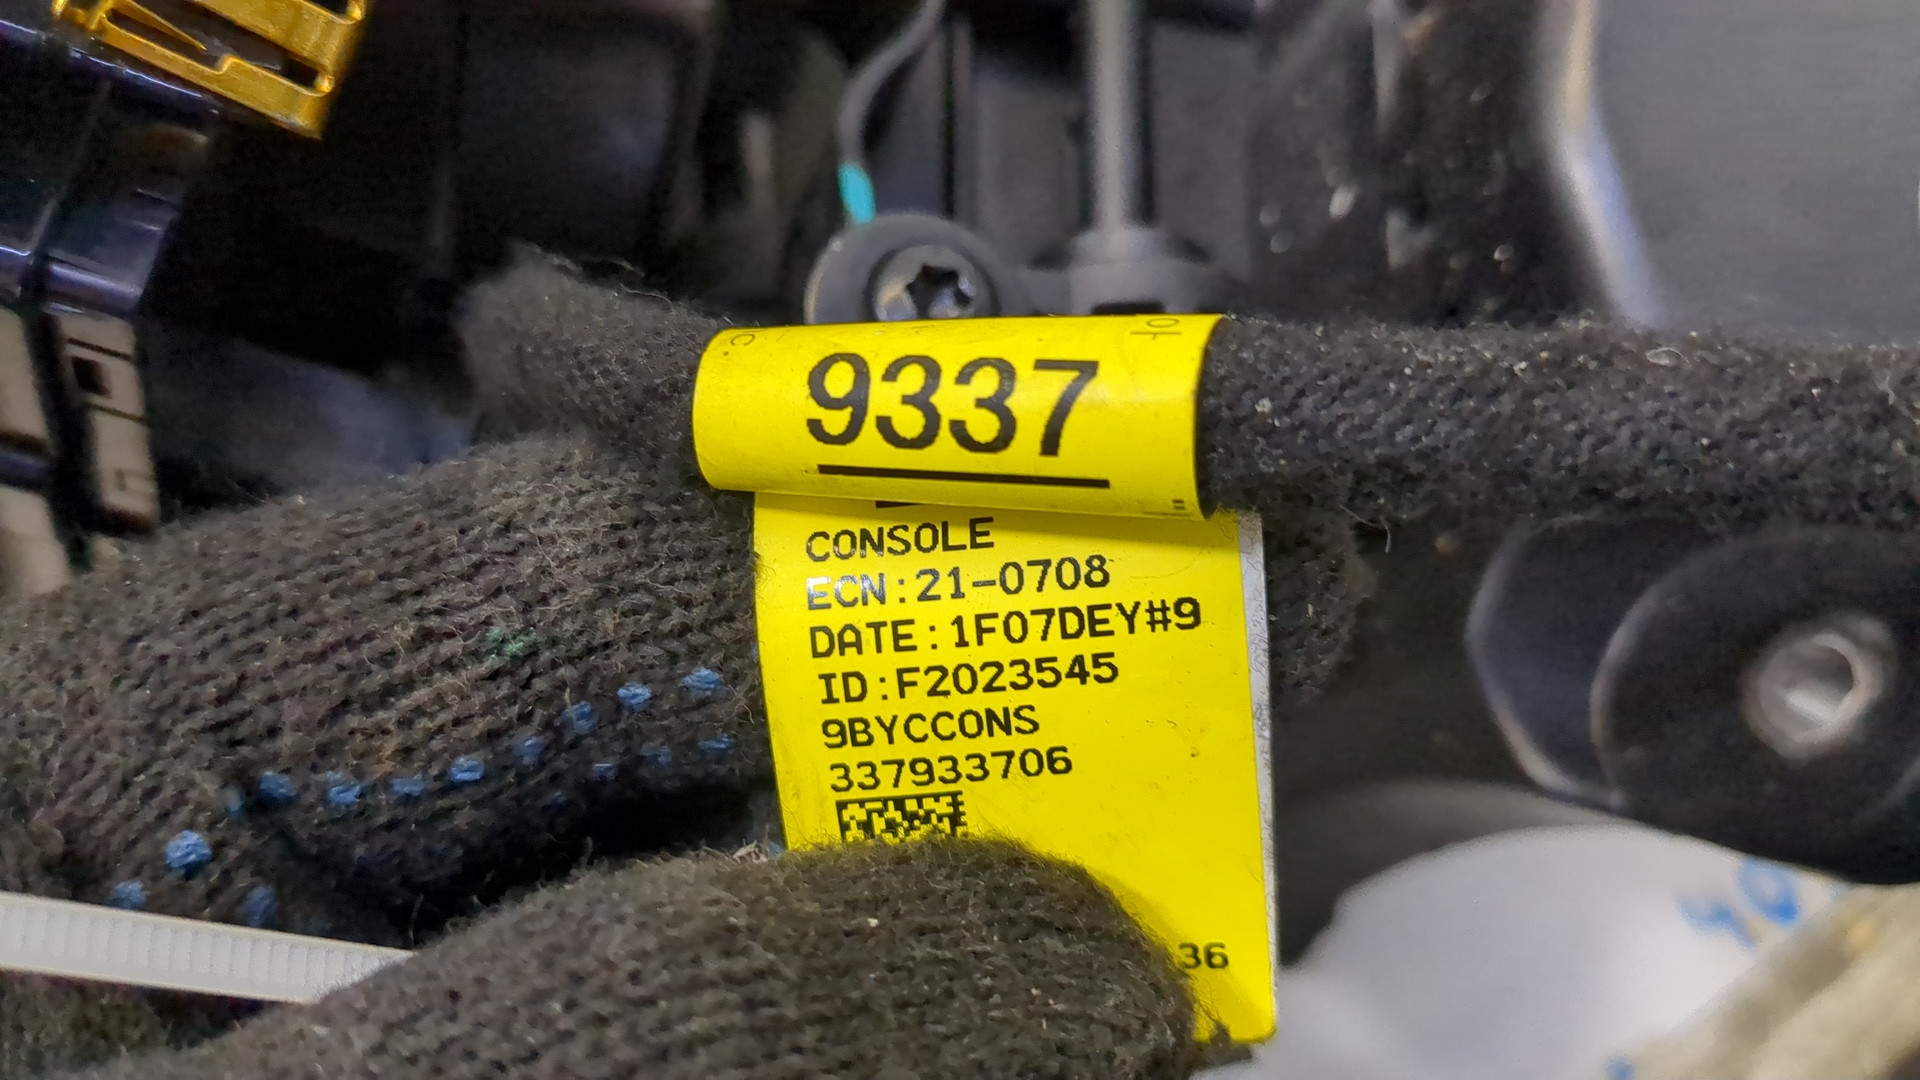 9337
CONSOLE
ECN:21-0708
DATE:1F07DEY#9
ID:F2023545
9BYCCONS
337933706
36